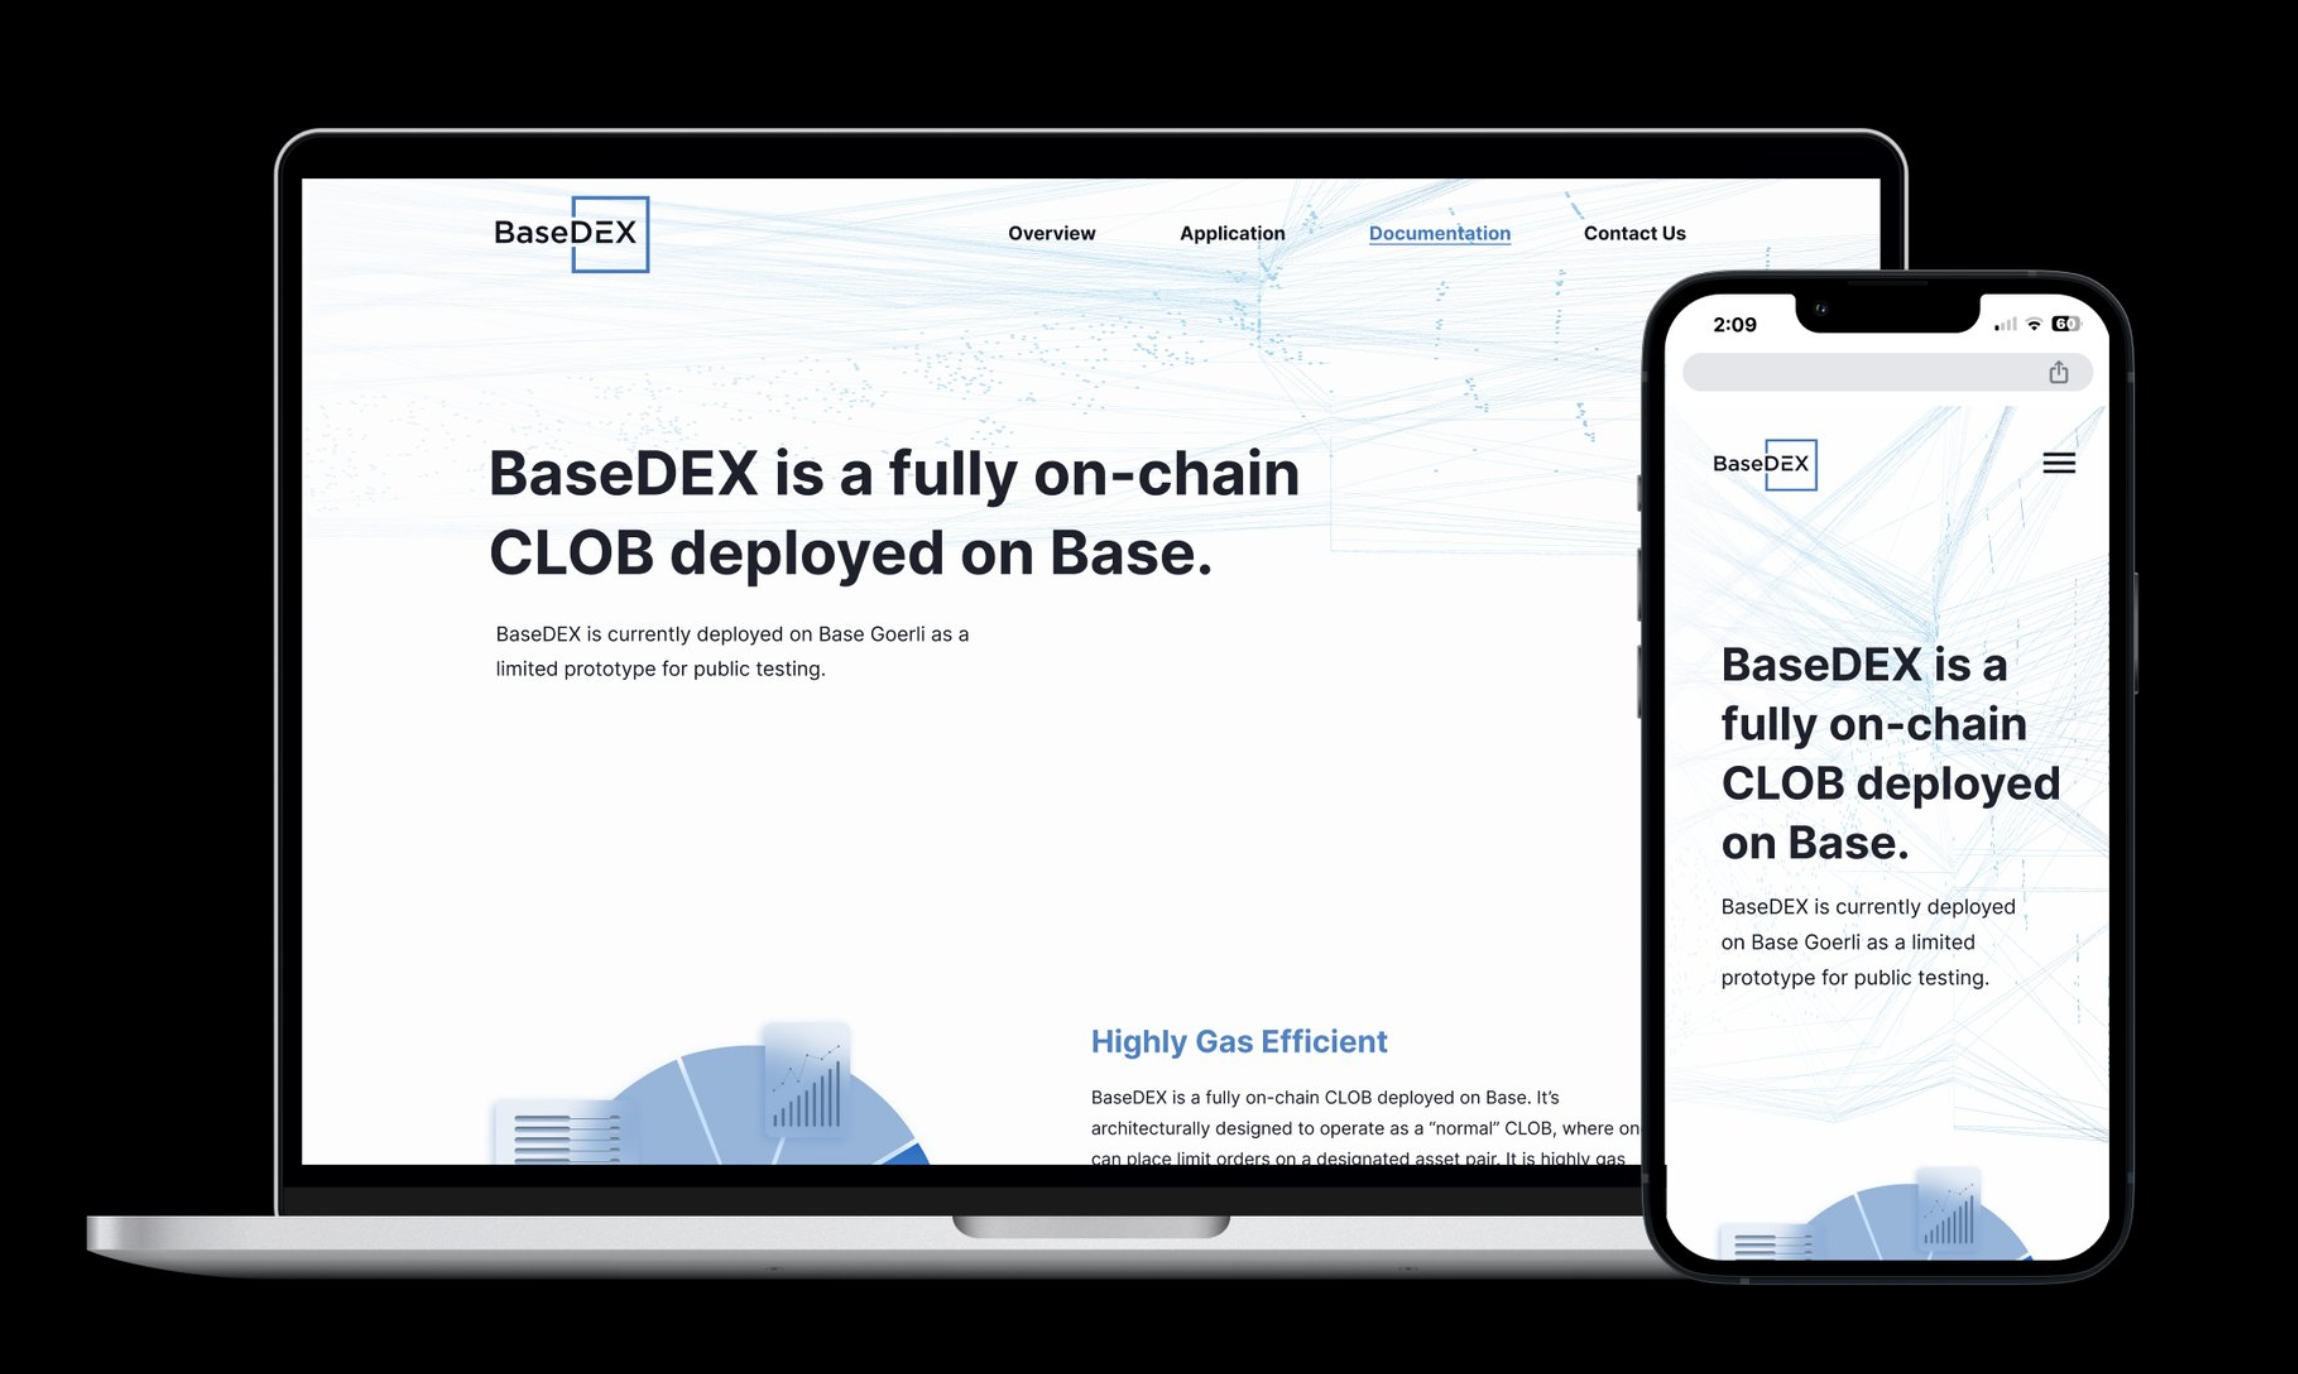 BaseDEX
Overview Application Documentation Contact Us
BaseDEX is a fully on-chain
CLOB deployed on Base.
BaseDEX is currently deployed on Base Goerli as a
limited prototype for public testing.
Highly Gas Efficient
BaseDEX is a fully on-chain CLOB deployed on Base. It’s
architecturally designed to operate as a “normal” CLOB, where on
can place limit orders on a designated asset pair. It is highly gas
2:09
60
BaseDEX
BaseDEX is a
fully on-chain
CLOB deployed
on Base.
BaseDEX is currently deployed
on Base Goerli as a limited
prototype for public testing.